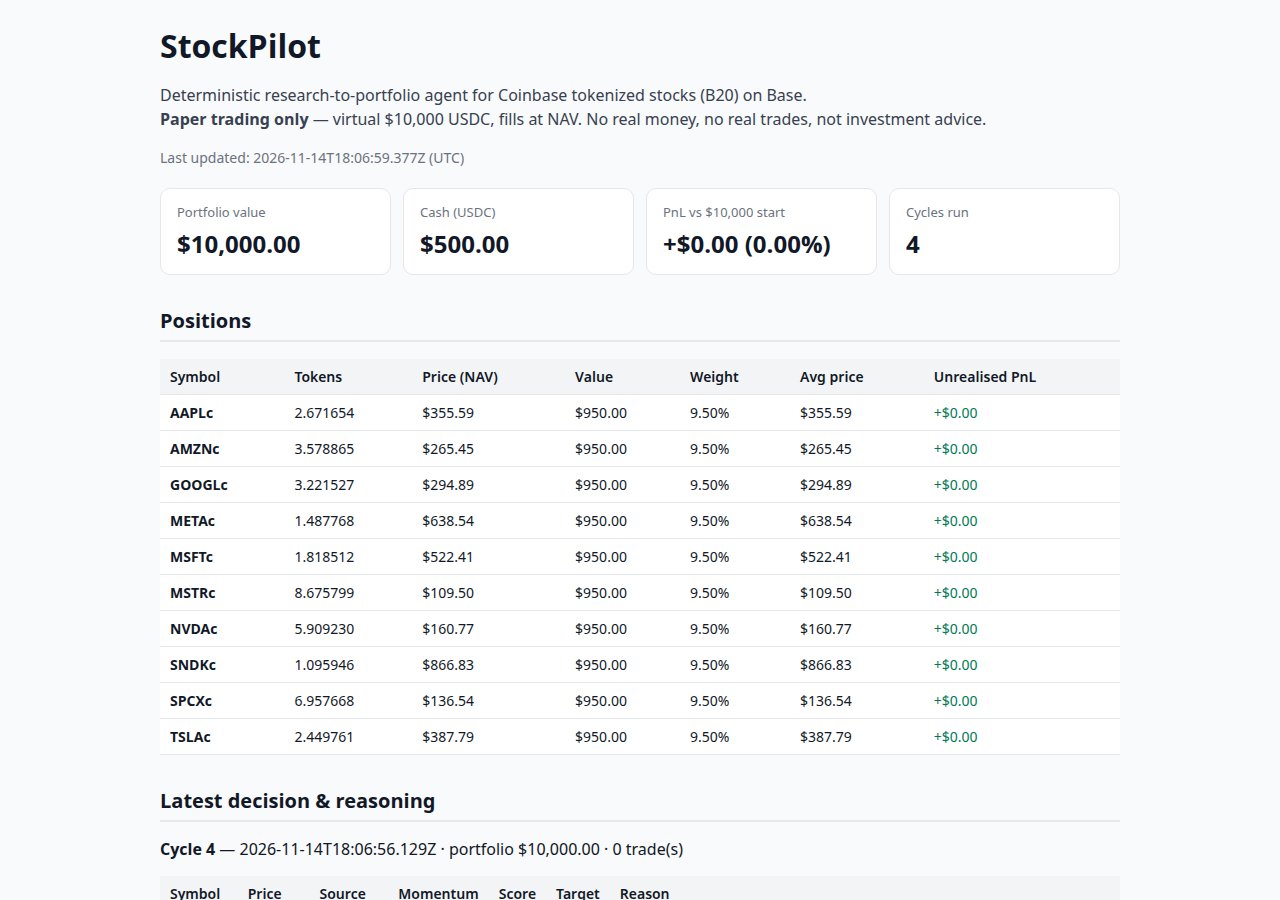 StockPilot
Deterministic research-to-portfolio agent for Coinbase tokenized stocks (B20) on Base.
Paper trading only — virtual $10,000 USDC, fills at NAV. No real money, no real trades, not investment advice.
Last updated: 2026-11-14T18:06:59.377Z (UTC)
Portfolio value Cash (USDC) PnL vs $10,000 start Cycles run
$10,000.00 $500.00 +$0.00 (0.00%) 4
Positions
Symbol Tokens Price (NAV) Value Weight Avg price Unrealised PnL
AAPLc 2.671654 $355.59 $950.00 9.50% $355.59 +$0.00
AMZNc 3.578865 $265.45 $950.00 9.50% $265.45 +$0.00
GOOGLc 3.221527 $294.89 $950.00 9.50% $294.89 +$0.00
METAc 1.487768 $638.54 $950.00 9.50% $638.54 +$0.00
MSFTc 1.818512 $522.41 $950.00 9.50% $522.41 +$0.00
MSTRc 8.675799 $109.50 $950.00 9.50% $109.50 +$0.00
NVDAc 5.909230 $160.77 $950.00 9.50% $160.77 +$0.00
SNDKc 1.095946 $866.83 $950.00 9.50% $866.83 +$0.00
SPCXc 6.957668 $136.54 $950.00 9.50% $136.54 +$0.00
TSLAc 2.449761 $387.79 $950.00 9.50% $387.79 +$0.00
Latest decision & reasoning
Cycle 4 — 2026-11-14T18:06:56.129Z · portfolio $10,000.00 · 0 trade(s)
Symbol Price Source Momentum Score Target Reason